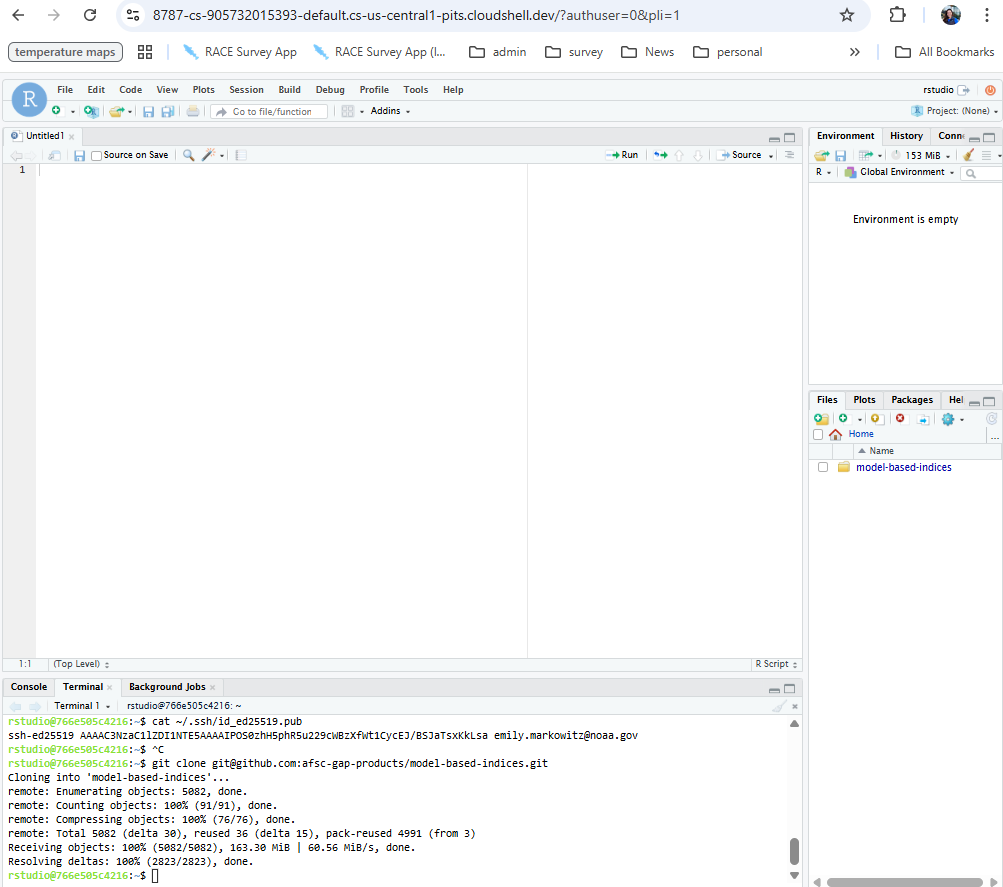 8787-cs-905732015393-default.cs-us-central1-pits.cloudshell.dev/?authuser=0&pli=1
temperature maps RACE Survey App RACE Survey App (I... admin survey News personal » All Bookmarks
R File Edit Code View Plots Session Build Debug Profile Tools Help rstudio
Go to file/function Addins Project: (None)
Untitled1
Source on Save Run Source
1
1:1 (Top Level) R Script
Environment History Conn
153 MiB
R Global Environment
Environment is empty
Files Plots Packages Hel
Home ...
Name
model-based-indices
Console Terminal Background Jobs
Terminal 1 rstudio@766e505c4216: ~
rstudio@766e505c4216:~$ cat ~/.ssh/id_ed25519.pub
ssh-ed25519 AAAAC3NzaC1lZDI1NTE5AAAAIPOS0zhH5phR5u229cWBzXfWt1CycEJ/BSJaTsxKkLsa emily.markowitz@noaa.gov
rstudio@766e505c4216:~$ ^C
rstudio@766e505c4216:~$ git clone git@github.com:afsc-gap-products/model-based-indices.git
Cloning into 'model-based-indices'...
remote: Enumerating objects: 5082, done.
remote: Counting objects: 100% (91/91), done.
remote: Compressing objects: 100% (76/76), done.
remote: Total 5082 (delta 30), reused 36 (delta 15), pack-reused 4991 (from 3)
Receiving objects: 100% (5082/5082), 163.30 MiB | 60.56 MiB/s, done.
Resolving deltas: 100% (2823/2823), done.
rstudio@766e505c4216:~$